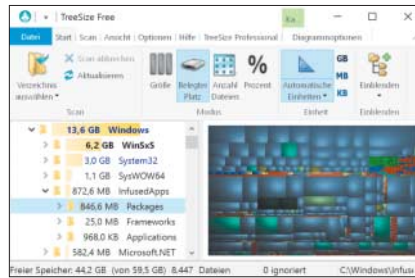 TreeSize Free
Ka...
Datei Start Scan Ansicht Optionen Hilfe TreeSize Professional Diagrammoptionen
Verzeichnis auswählen
Scan abbrechen
Aktualisieren
Scan
Größe Belegter Platz Anzahl Dateien Prozent
Modus
Automatische Einheiten
GB
MB
KB
Einheit
Einblenden
Einblenden
13,6 GB Windows
6,2 GB WinSxS
3,0 GB System32
1,1 GB SysWOW64
872,6 MB InfusedApps
846,6 MB Packages
25,0 MB Frameworks
968,0 KB Applications
582,4 MB Microsoft.NET
Freier Speicher: 44,2 GB (von 59,5 GB) 8.447 Dateien 0 ignoriert C:\Windows\Infus